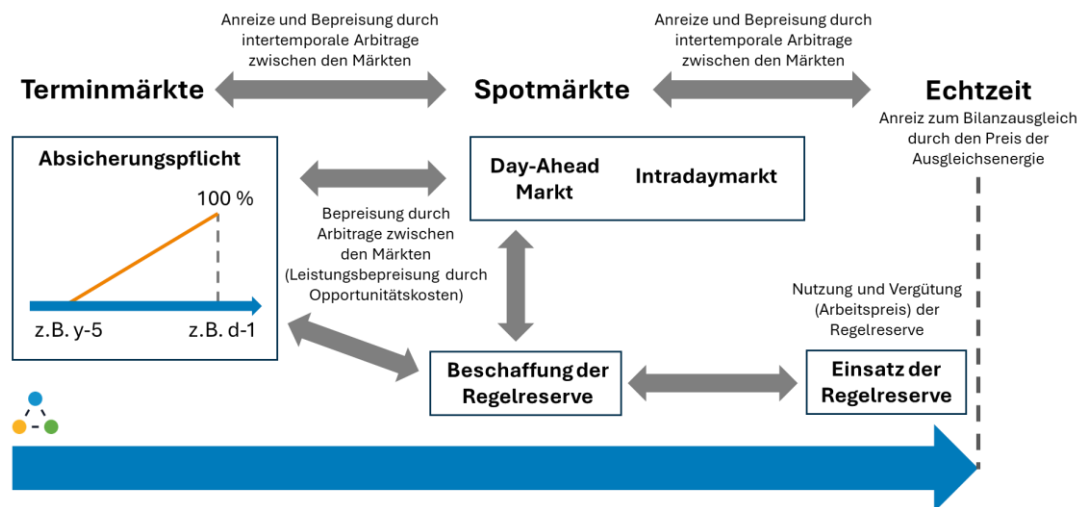 Anreize und Bepreisung durch
intertemporale Arbitrage
zwischen den Märkten
Anreize und Bepreisung durch
intertemporale Arbitrage
zwischen den Märkten
Terminmärkte
Spotmärkte
Echtzeit
Anreiz zum Bilanzausgleich
durch den Preis der
Ausgleichsenergie
Absicherungspflicht
100 %
z.B. y-5
z.B. d-1
Day-Ahead
Markt
Intradaymarkt
Bepreisung durch
Arbitrage zwischen
den Märkten
(Leistungsbepreisung durch
Opportunitätskosten)
Nutzung und Vergütung
(Arbeitspreis) der
Regelreserve
Beschaffung der
Regelreserve
Einsatz der
Regelreserve